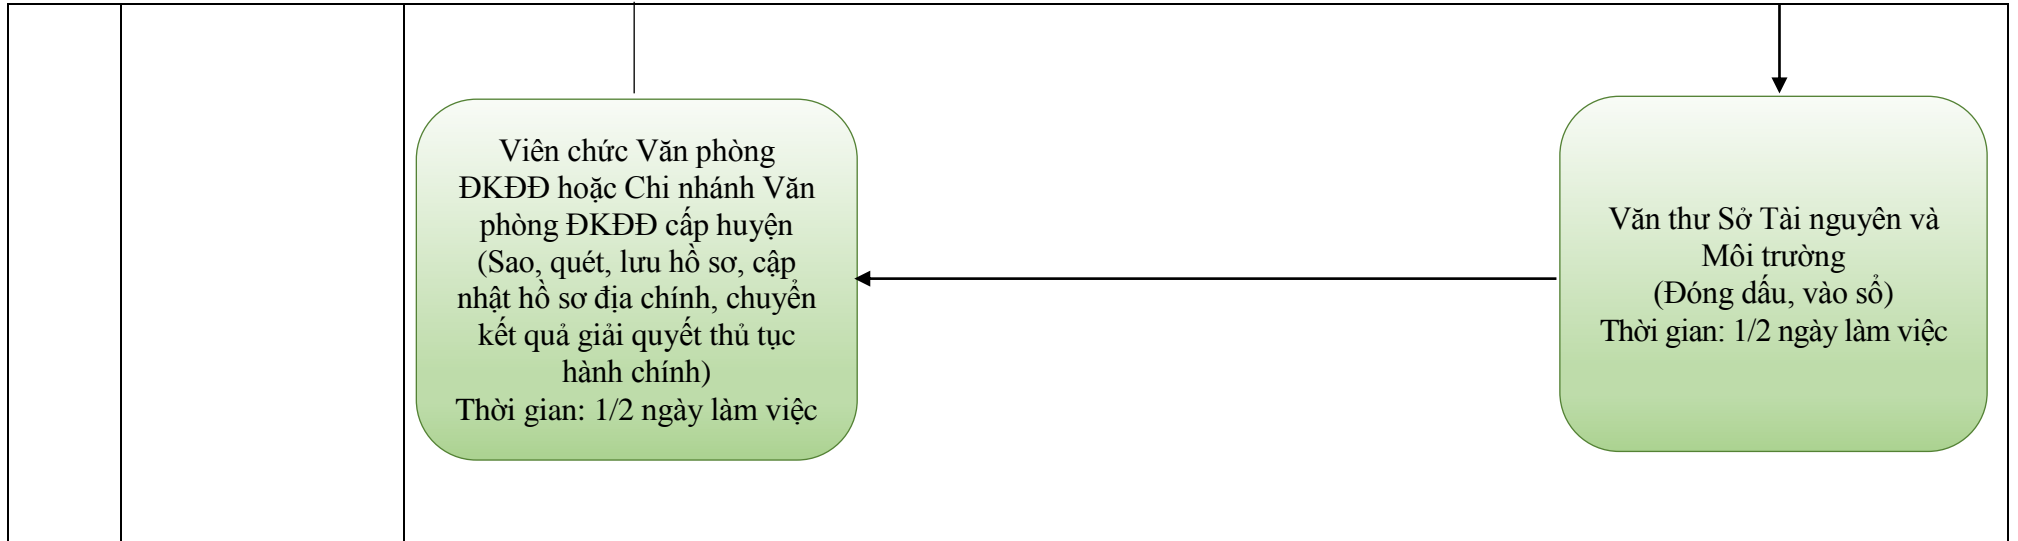 Viên chức Văn phòng
ĐKĐĐ hoặc Chi nhánh Văn
phòng ĐKĐĐ cấp huyện
(Sao, quét, lưu hồ sơ, cập
nhật hồ sơ địa chính, chuyển
kết quả giải quyết thủ tục
hành chính)
Thời gian: 1/2 ngày làm việc
Văn thư Sở Tài nguyên và
Môi trường
(Đóng dấu, vào sổ)
Thời gian: 1/2 ngày làm việc